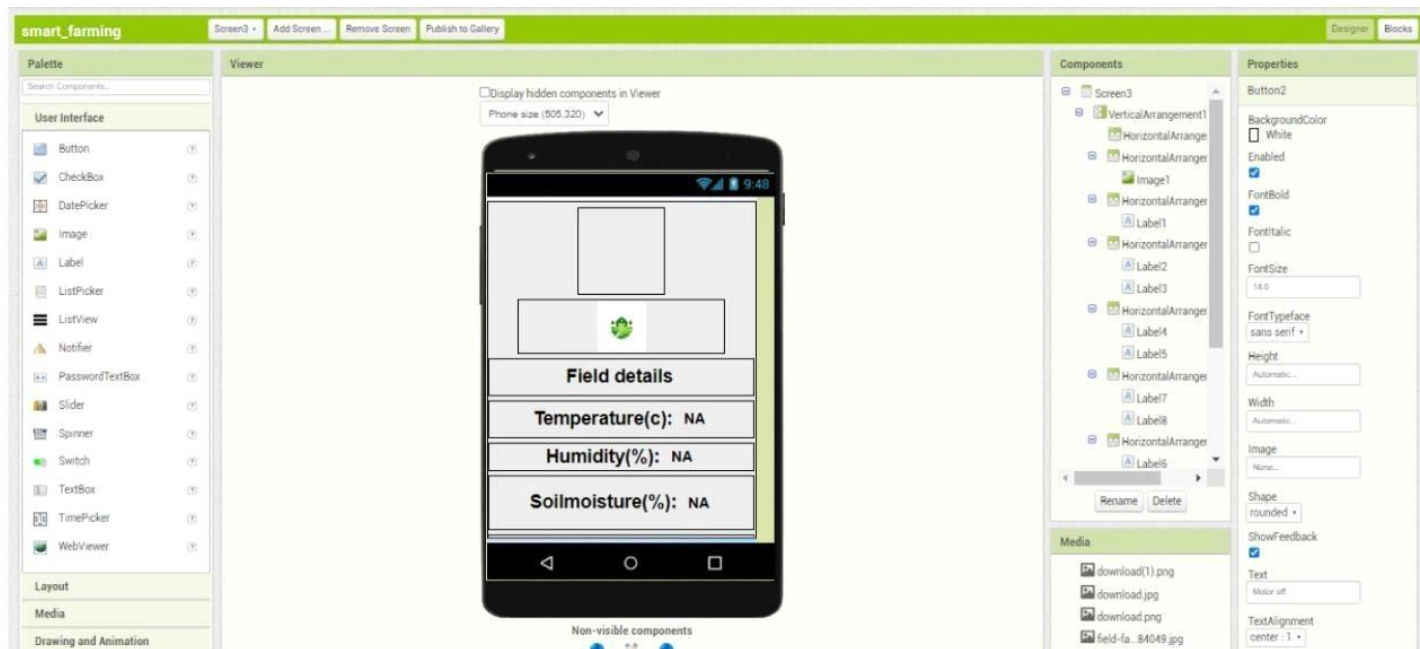 smart_farming
Screen3
Add Screen ...
Remove Screen
Publish to Gallery
Designer
Blocks
Palette
Search Components...
User Interface
Button
CheckBox
DatePicker
Image
Label
ListPicker
ListView
Notifier
PasswordTextBox
Slider
Spinner
Switch
TextBox
TimePicker
WebViewer
Layout
Media
Drawing and Animation
Viewer
Display hidden components in Viewer
Phone size (505,320)
9:48
Field details
Temperature(c): NA
Humidity(%): NA
Soilmoisture(%): NA
Non-visible components
Components
Screen3
VerticalArrangement1
HorizontalArranger
HorizontalArranger
Image1
HorizontalArranger
Label1
HorizontalArranger
Label2
Label3
HorizontalArranger
Label4
Label5
HorizontalArranger
Label7
Label8
HorizontalArranger
Label6
Rename
Delete
Media
download(1).png
download.jpg
download.png
field-fa...84049.jpg
Properties
Button2
BackgroundColor
White
Enabled
FontBold
FontItalic
FontSize
14.0
FontTypeface
sans serif
Height
Automatic...
Width
Automatic...
Image
None...
Shape
rounded
ShowFeedback
Text
Motor off
TextAlignment
center : 1